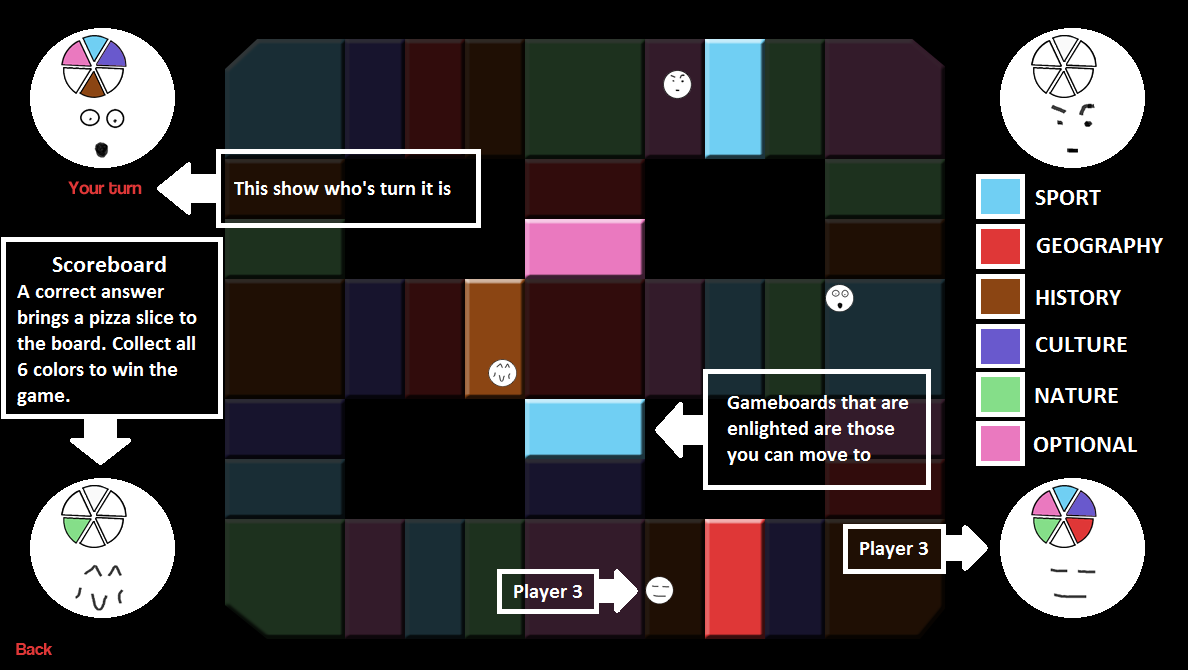 Your turn
This show who's turn it is
Scoreboard
A correct answer
brings a pizza slice to
the board. Collect all
6 colors to win the
game.
SPORT
GEOGRAPHY
HISTORY
CULTURE
NATURE
OPTIONAL
Gameboards that are
enlighted are those
you can move to
Player 3
Player 3
Back